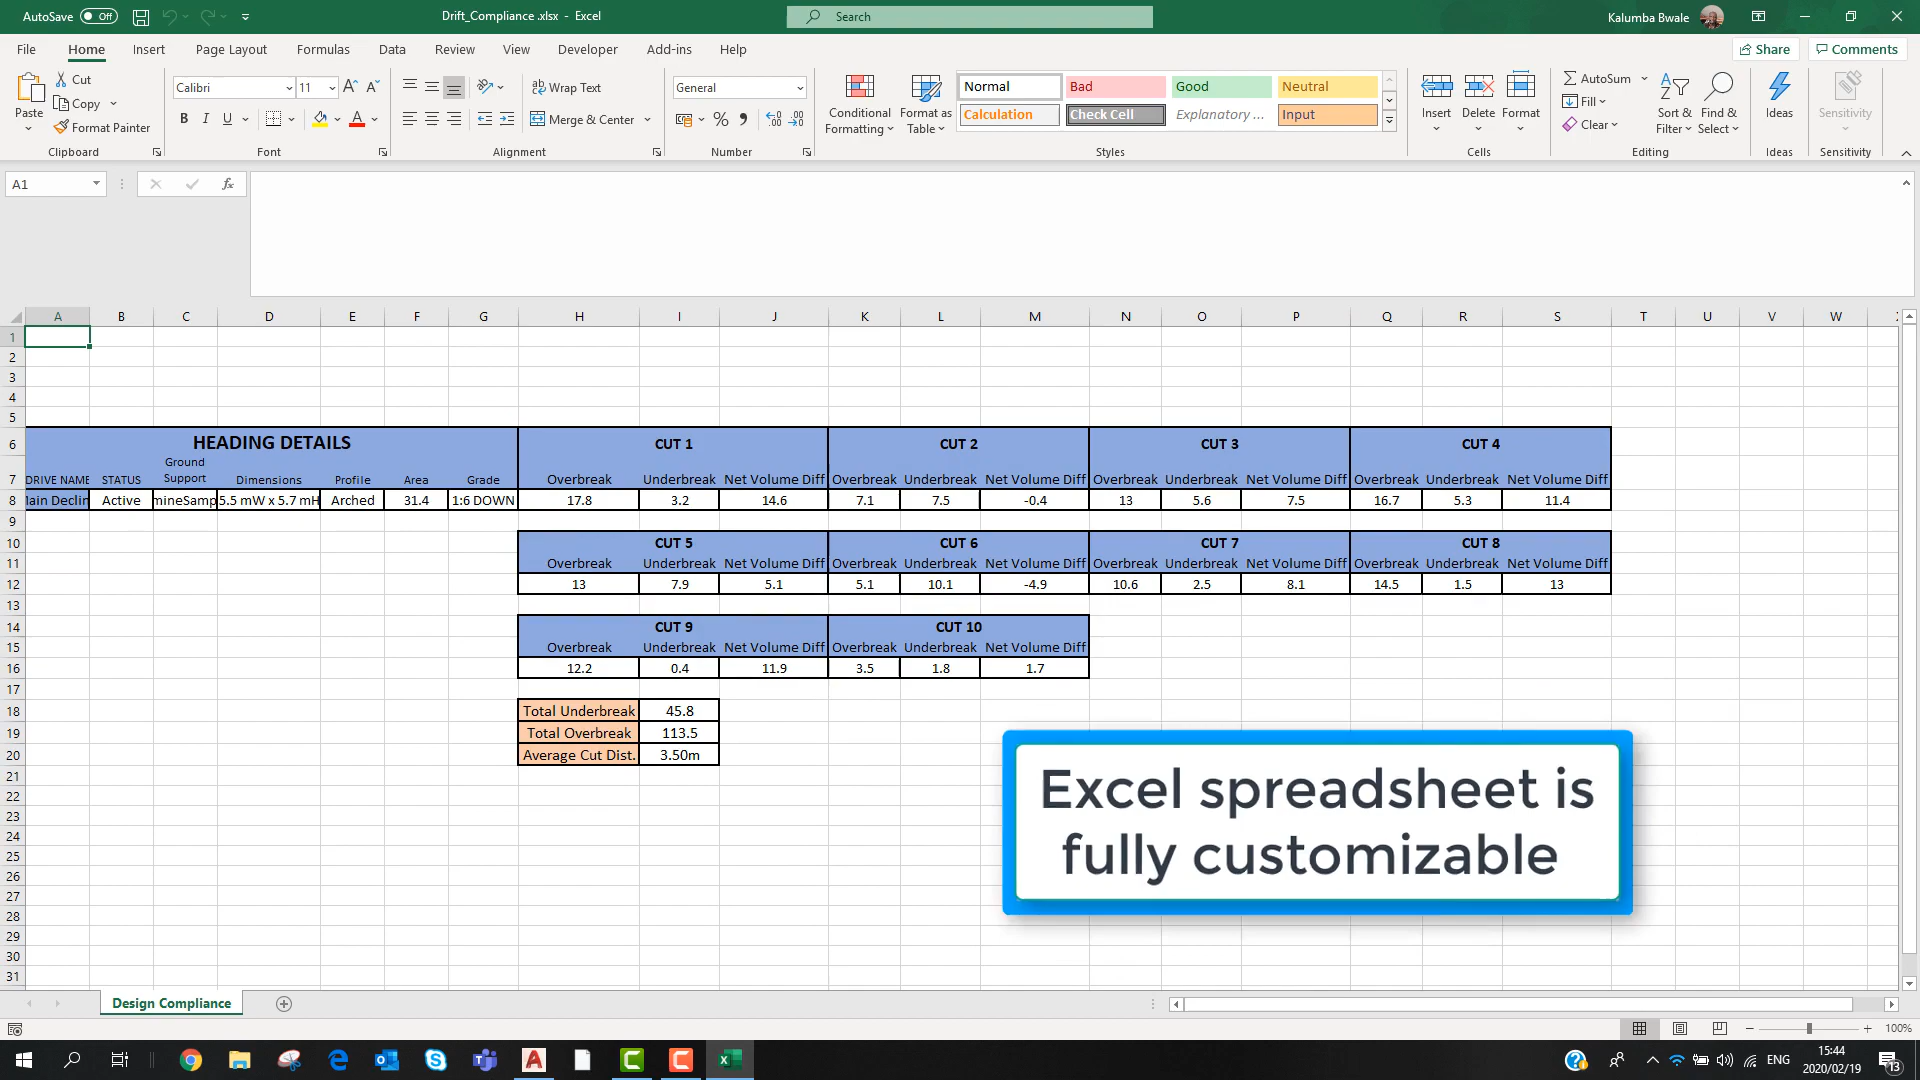 AutoSave Off Drift_Compliance .xlsx - Excel Search Kalumba Bwale
File Home Insert Page Layout Formulas Data Review View Developer Add-ins Help Share Comments
Paste Cut Copy Format Painter Clipboard
Calibri 11 B I U Font
Wrap Text Merge & Center Alignment
General % Number
Conditional Formatting Format as Table Normal Bad Good Neutral Calculation Check Cell Explanatory ... Input Styles
Insert Delete Format Cells
AutoSum Fill Clear Sort & Filter Find & Select Editing
Ideas Ideas
Sensitivity Sensitivity
A1 fx
A B C D E F G H I J K L M N O P Q R S T U V W
1
2
3
4
5
6 HEADING DETAILS CUT 1 CUT 2 CUT 3 CUT 4
7 DRIVE NAME STATUS Ground Support Dimensions Profile Area Grade Overbreak Underbreak Net Volume Diff Overbreak Underbreak Net Volume Diff Overbreak Underbreak Net Volume Diff Overbreak Underbreak Net Volume Diff
8 lain Declin Active mineSamp 5.5 mW x 5.7 mH Arched 31.4 1:6 DOWN 17.8 3.2 14.6 7.1 7.5 -0.4 13 5.6 7.5 16.7 5.3 11.4
9
10 CUT 5 CUT 6 CUT 7 CUT 8
11 Overbreak Underbreak Net Volume Diff Overbreak Underbreak Net Volume Diff Overbreak Underbreak Net Volume Diff Overbreak Underbreak Net Volume Diff
12 13 7.9 5.1 5.1 10.1 -4.9 10.6 2.5 8.1 14.5 1.5 13
13
14 CUT 9 CUT 10
15 Overbreak Underbreak Net Volume Diff Overbreak Underbreak Net Volume Diff
16 12.2 0.4 11.9 3.5 1.8 1.7
17
18 Total Underbreak 45.8
19 Total Overbreak 113.5
20 Average Cut Dist. 3.50m
21
22
23
24
25
26
27
28
29
30
31
Excel spreadsheet is
fully customizable
Design Compliance
100%
ENG 15:44
2020/02/19 13